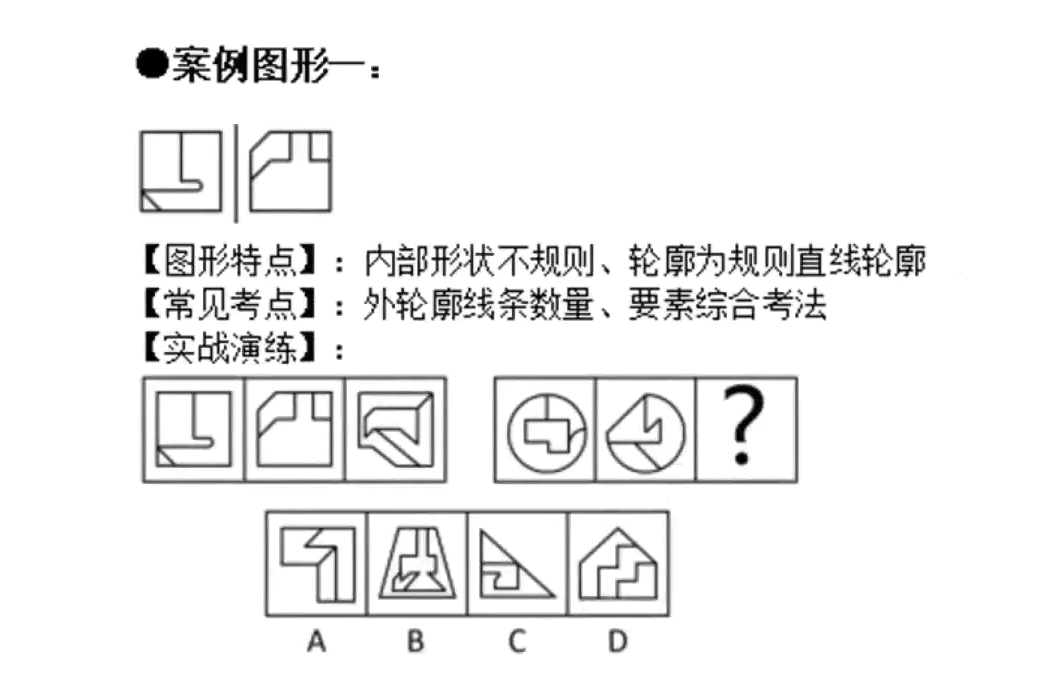 ●案例图形一：
【图形特点】：内部形状不规则、轮廓为规则直线轮廓
【常见考点】：外轮廓线条数量、要素综合考法
【实战演练】：
?
A B C D